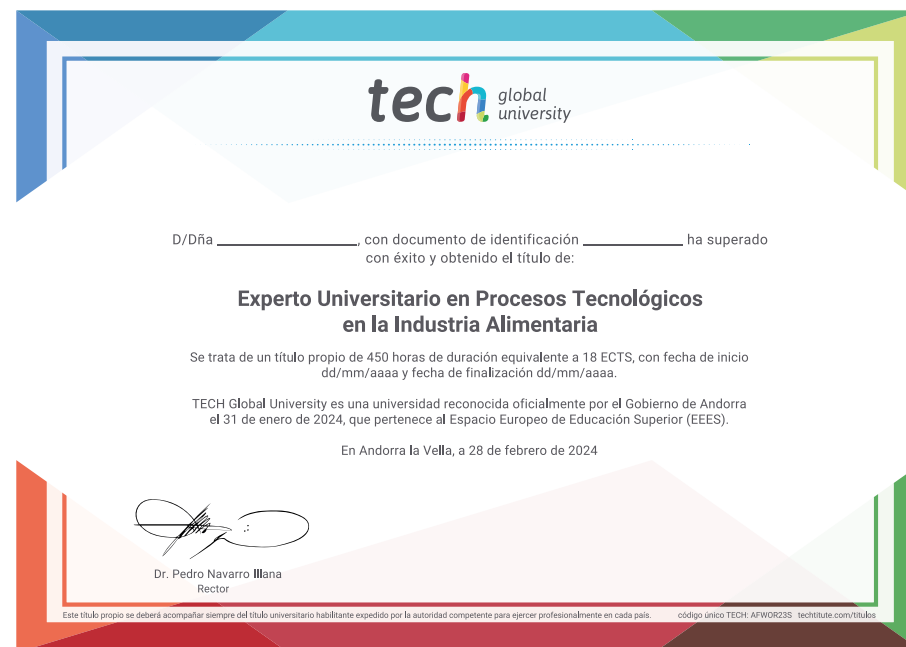 tech global university
D/Dña ____________________, con documento de identificación ______________ ha superado
con éxito y obtenido el título de:
Experto Universitario en Procesos Tecnológicos
en la Industria Alimentaria
Se trata de un título propio de 450 horas de duración equivalente a 18 ECTS, con fecha de inicio
dd/mm/aaaa y fecha de finalización dd/mm/aaaa.
TECH Global University es una universidad reconocida oficialmente por el Gobierno de Andorra
el 31 de enero de 2024, que pertenece al Espacio Europeo de Educación Superior (EEES).
En Andorra la Vella, a 28 de febrero de 2024
Dr. Pedro Navarro Illana
Rector
Este título propio se deberá acompañar siempre del título universitario habilitante expedido por la autoridad competente para ejercer profesionalmente en cada país. código único TECH: AFWOR23S techtitute.com/titulos